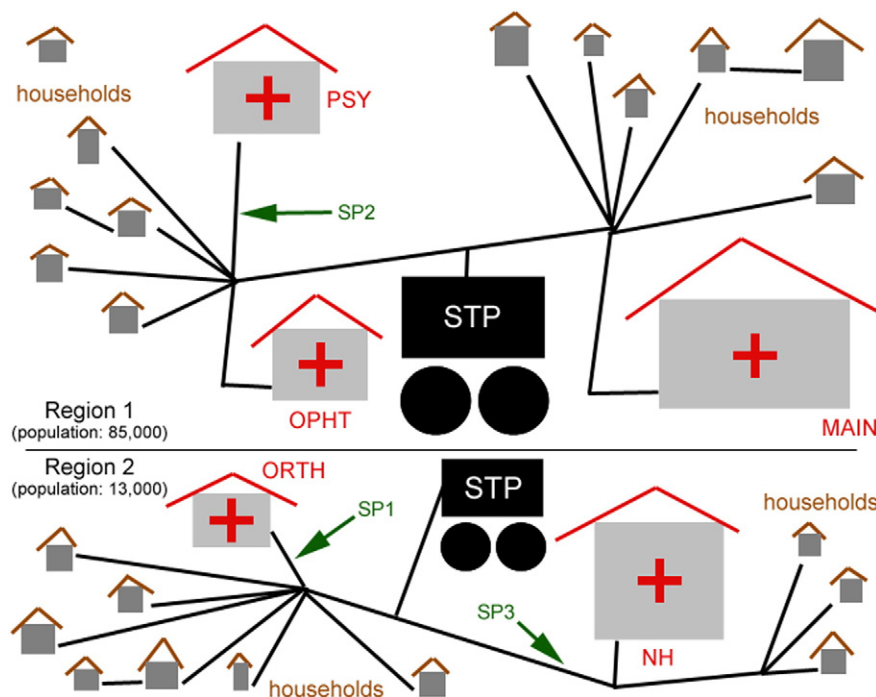 households
PSY
households
SP2
STP
OPHT
MAIN
Region 1
(population: 85,000)
Region 2
(population: 13,000)
ORTH
STP
SP1
households
SP3
NH
households